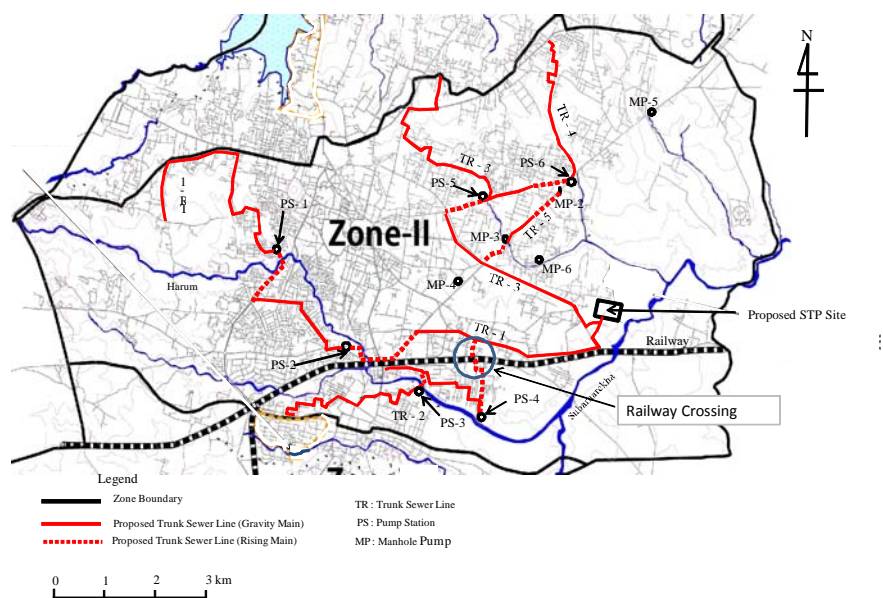 N
MP-5
TR - 4
PS-6
TR - 3
PS-5
MP-2
PS- 1
TR - 5
MP-3
Zone-II
MP-6
Harum
MP-4
TR - 3
Proposed STP Site
TR - 1
Railway
PS-2
Subarnarekha
PS-4
Railway Crossing
TR - 2
PS-3
Legend
Zone Boundary
TR : Trunk Sewer Line
Proposed Trunk Sewer Line (Gravity Main)
PS : Pump Station
Proposed Trunk Sewer Line (Rising Main)
MP : Manhole Pump
0 1 2 3 km